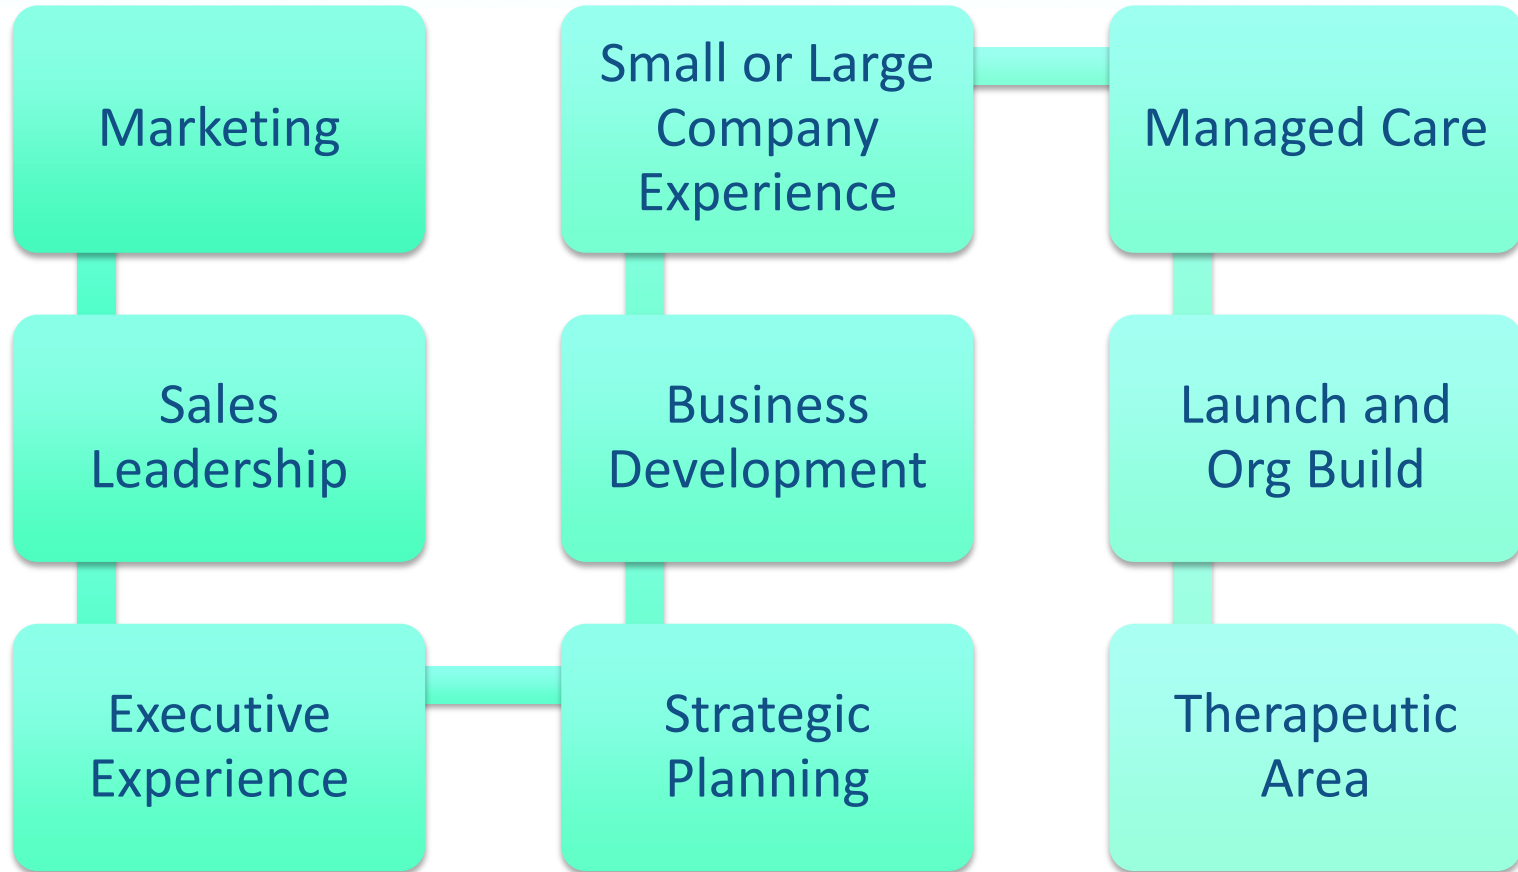 Marketing
Sales
Leadership
Executive
Experience
Strategic
Planning
Business
Development
Small or Large
Company
Experience
Managed Care
Launch and
Org Build
Therapeutic
Area